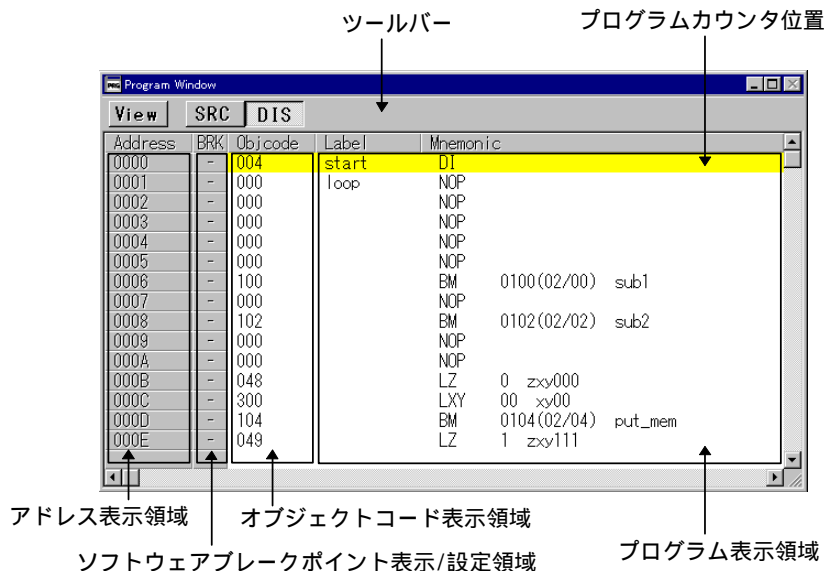 ツールバー
プログラムカウンタ位置
Program Window
View SRC DIS
Address BRK Objcode Label Mnemonic
0000 - 004 start DI
0001 - 000 loop NOP
0002 - 000 NOP
0003 - 000 NOP
0004 - 000 NOP
0005 - 000 NOP
0006 - 100 BM 0100(02/00) sub1
0007 - 000 NOP
0008 - 102 BM 0102(02/02) sub2
0009 - 000 NOP
000A - 000 NOP
000B - 048 LZ 0 zxy000
000C - 300 LXY 00 xy00
000D - 104 BM 0104(02/04) put_mem
000E - 049 LZ 1 zxy111
アドレス表示領域
オブジェクトコード表示領域
ソフトウェアブレークポイント表示/設定領域
プログラム表示領域